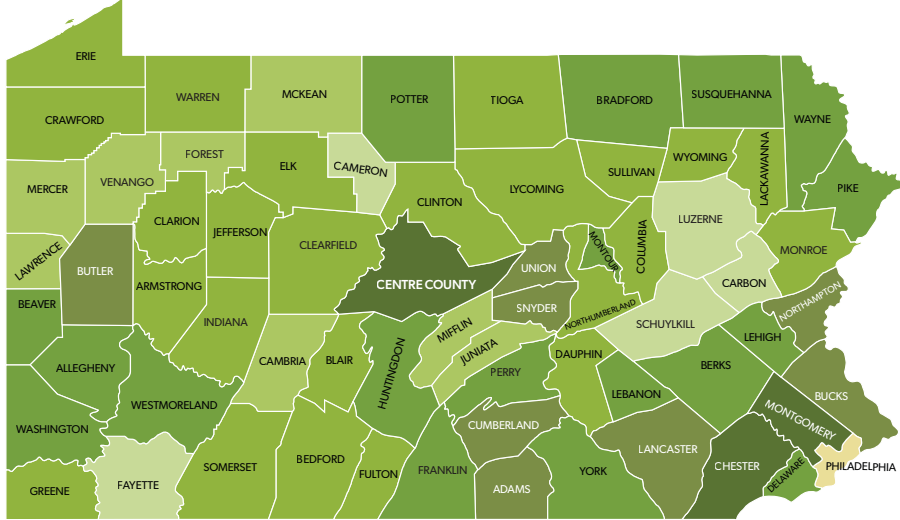 ERIE
CRAWFORD
WARREN
MCKEAN
POTTER
TIOGA
BRADFORD
SUSQUEHANNA
WAYNE
MERCER
VENANGO
FOREST
ELK
CAMERON
CLINTON
LYCOMING
SULLIVAN
WYOMING
LACKAWANNA
PIKE
LAWRENCE
CLARION
JEFFERSON
CLEARFIELD
CENTRE COUNTY
UNION
MONTOUR
COLUMBIA
LUZERNE
MONROE
BEAVER
BUTLER
ARMSTRONG
INDIANA
CAMBRIA
BLAIR
HUNTINGDON
MIFFLIN
JUNIATA
SNYDER
NORTHUMBERLAND
SCHUYLKILL
CARBON
NORTHAMPTON
LEHIGH
ALLEGHENY
WESTMORELAND
PERRY
DAUPHIN
LEBANON
BERKS
BUCKS
MONTGOMERY
WASHINGTON
GREENE
FAYETTE
SOMERSET
BEDFORD
FULTON
FRANKLIN
CUMBERLAND
ADAMS
YORK
LANCASTER
CHESTER
DELAWARE
PHILADELPHIA